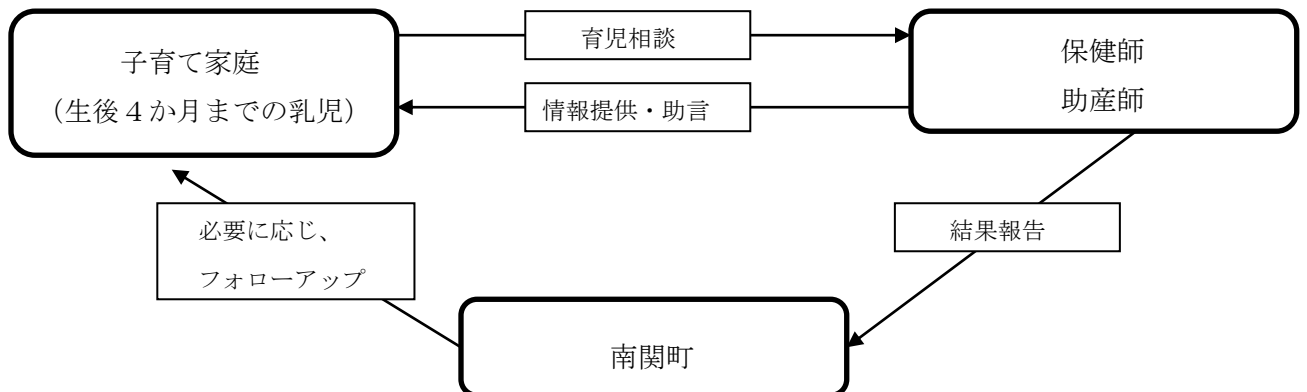 子育て家庭
(生後4か月までの乳児)
育児相談
情報提供・助言
保健師
助産師
必要に応じ、
フォローアップ
結果報告
南関町